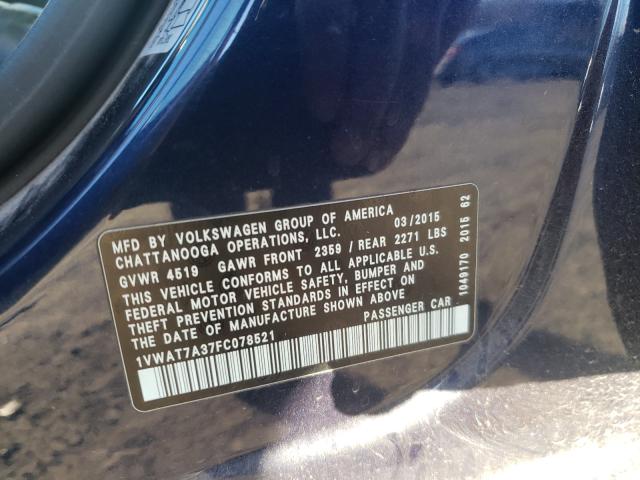 MFD BY VOLKSWAGEN GROUP OF AMERICA
CHATTANOOGA OPERATIONS, LLC. 03/2015
GVWR 4519 GAWR FRONT 2359 / REAR 2271 LBS
THIS VEHICLE CONFORMS TO ALL APPLICABLE U.S.
FEDERAL MOTOR VEHICLE SAFETY, BUMPER AND
THEFT PREVENTION STANDARDS IN EFFECT ON
THE DATE OF MANUFACTURE SHOWN ABOVE
1VWAT7A37FC078521 PASSENGER CAR
1049170 2015 62